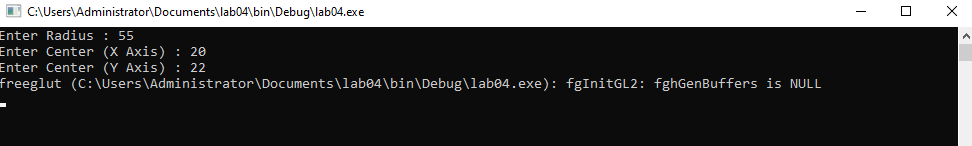 C:\Users\Administrator\Documents\lab04\bin\Debug\lab04.exe
Enter Radius : 55
Enter Center (X Axis) : 20
Enter Center (Y Axis) : 22
freeglut (C:\Users\Administrator\Documents\lab04\bin\Debug\lab04.exe): fgInitGL2: fghGenBuffers is NULL